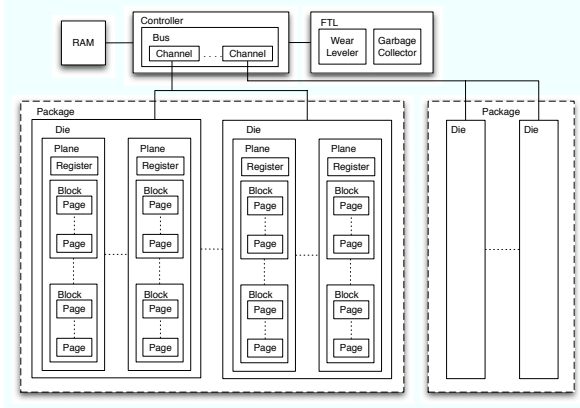 Controller
FTL
RAM
Bus
Channel
Channel
Wear
Leveler
Garbage
Collector
Package
Die
Plane
Register
Block
Page
Page
Block
Page
Page
Plane
Register
Block
Page
Page
Block
Page
Page
Die
Plane
Register
Block
Page
Page
Block
Page
Page
Plane
Register
Block
Page
Page
Block
Page
Page
Package
Die
Die